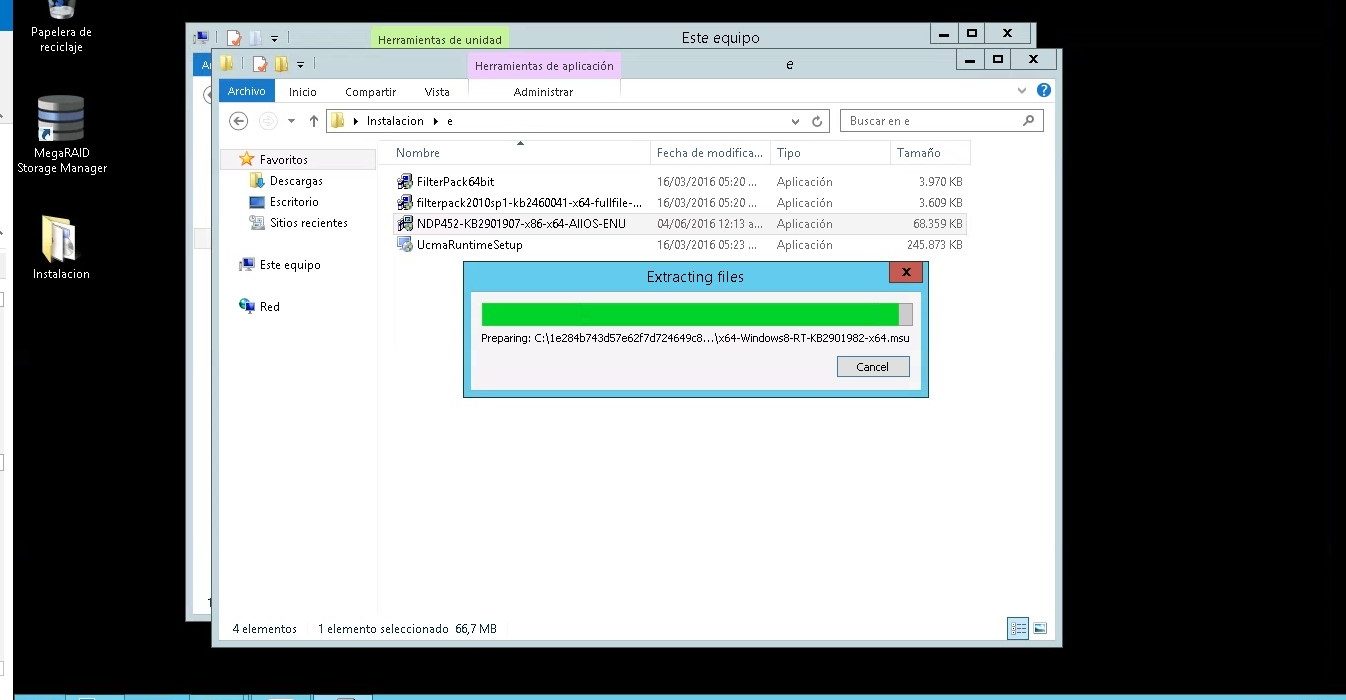 Papelera de
reciclaje
MegaRAID
Storage Manager
Instalacion
Herramientas de unidad
Este equipo
Herramientas de aplicación
e
Archivo
Inicio
Compartir
Vista
Administrar
Instalacion
e
Buscar en e
Favoritos
Descargas
Escritorio
Sitios recientes
Este equipo
Red
Nombre
Fecha de modifica...
Tipo
Tamaño
FilterPack64bit
16/03/2016 05:20 ...
Aplicación
3.970 KB
filterpack2010sp1-kb2460041-x64-fullfile-...
16/03/2016 05:20 ...
Aplicación
3.609 KB
NDP452-KB2901907-x86-x64-AllOS-ENU
04/06/2016 12:13 a...
Aplicación
68.359 KB
UcmaRuntimeSetup
16/03/2016 05:23 ...
Aplicación
245.873 KB
Extracting files
Preparing: C:\1e284b743d57e62f7d724649c8...\x64-Windows8-RT-KB2901982-x64.msu
Cancel
4 elementos
1 elemento seleccionado 66,7 MB